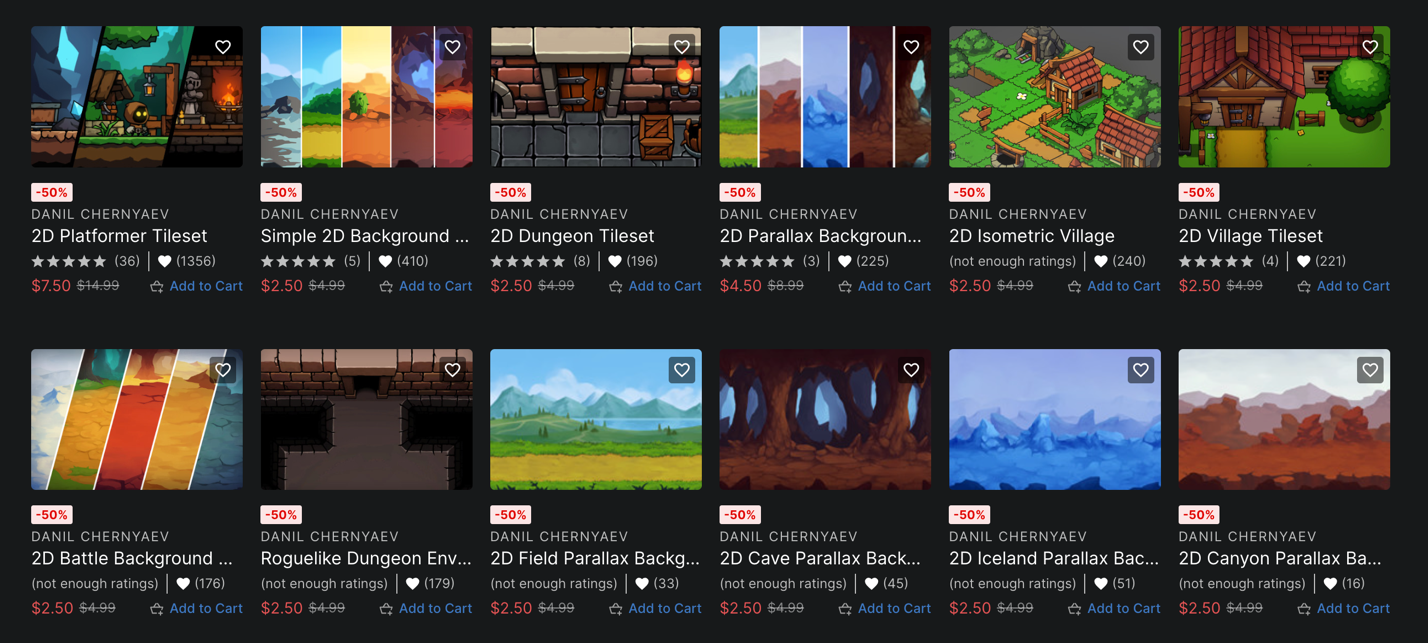 -50%
DANIL CHERNYAEV
2D Platformer Tileset
(36) | (1356)
$7.50 $14.99 Add to Cart
-50%
DANIL CHERNYAEV
Simple 2D Background ...
(5) | (410)
$2.50 $4.99 Add to Cart
-50%
DANIL CHERNYAEV
2D Dungeon Tileset
(8) | (196)
$2.50 $4.99 Add to Cart
-50%
DANIL CHERNYAEV
2D Parallax Backgroun...
(3) | (225)
$4.50 $8.99 Add to Cart
-50%
DANIL CHERNYAEV
2D Isometric Village
(not enough ratings) | (240)
$2.50 $4.99 Add to Cart
-50%
DANIL CHERNYAEV
2D Village Tileset
(4) | (221)
$2.50 $4.99 Add to Cart
-50%
DANIL CHERNYAEV
2D Battle Background ...
(not enough ratings) | (176)
$2.50 $4.99 Add to Cart
-50%
DANIL CHERNYAEV
Roguelike Dungeon Env...
(not enough ratings) | (179)
$2.50 $4.99 Add to Cart
-50%
DANIL CHERNYAEV
2D Field Parallax Backg...
(not enough ratings) | (33)
$2.50 $4.99 Add to Cart
-50%
DANIL CHERNYAEV
2D Cave Parallax Back...
(not enough ratings) | (45)
$2.50 $4.99 Add to Cart
-50%
DANIL CHERNYAEV
2D Iceland Parallax Bac...
(not enough ratings) | (51)
$2.50 $4.99 Add to Cart
-50%
DANIL CHERNYAEV
2D Canyon Parallax Ba...
(not enough ratings) | (16)
$2.50 $4.99 Add to Cart